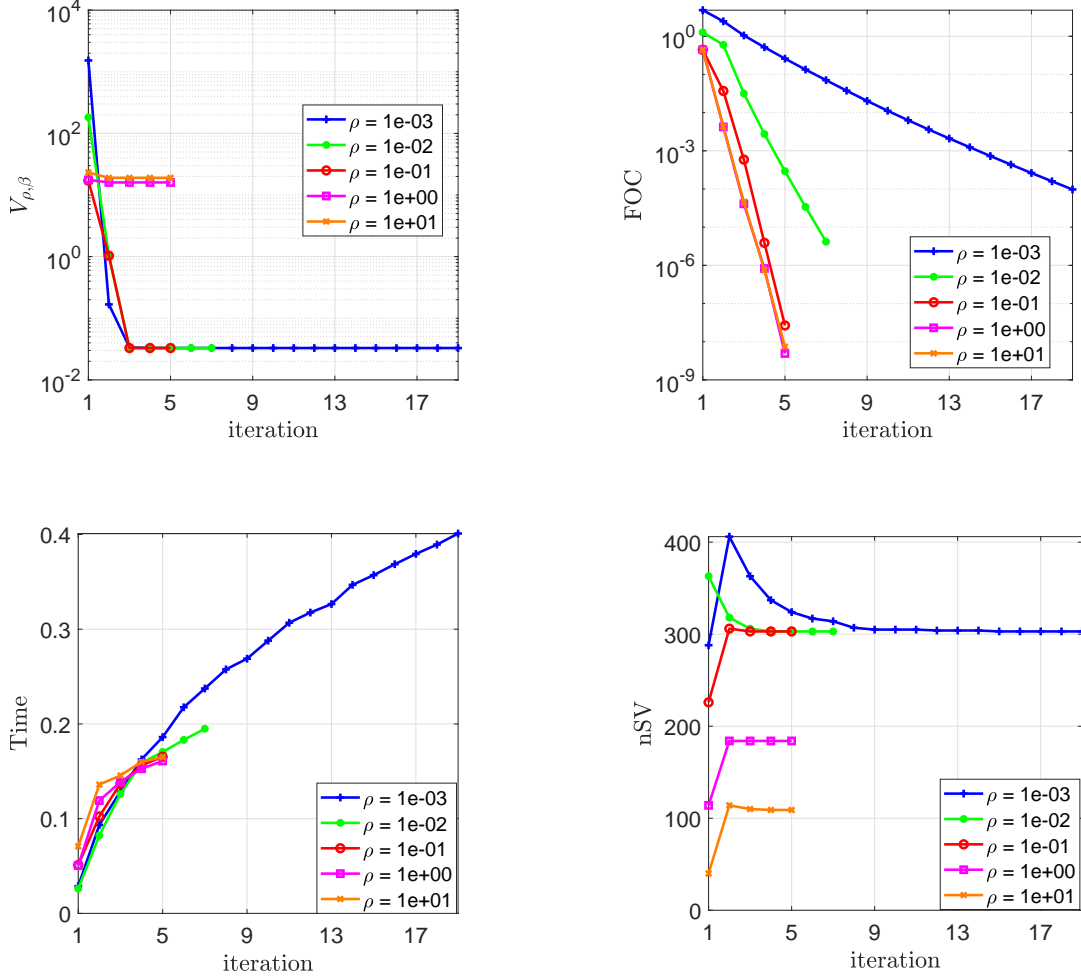 10^4
10^2
10^0
10^-2
V_ρ,β
1 5 9 13 17
iteration
ρ = 1e-03
ρ = 1e-02
ρ = 1e-01
ρ = 1e+00
ρ = 1e+01
10^0
10^-3
10^-6
10^-9
FOC
1 5 9 13 17
iteration
ρ = 1e-03
ρ = 1e-02
ρ = 1e-01
ρ = 1e+00
ρ = 1e+01
0.4
0.3
0.2
0.1
0
Time
1 5 9 13 17
iteration
ρ = 1e-03
ρ = 1e-02
ρ = 1e-01
ρ = 1e+00
ρ = 1e+01
400
300
200
100
0
nSV
1 5 9 13 17
iteration
ρ = 1e-03
ρ = 1e-02
ρ = 1e-01
ρ = 1e+00
ρ = 1e+01